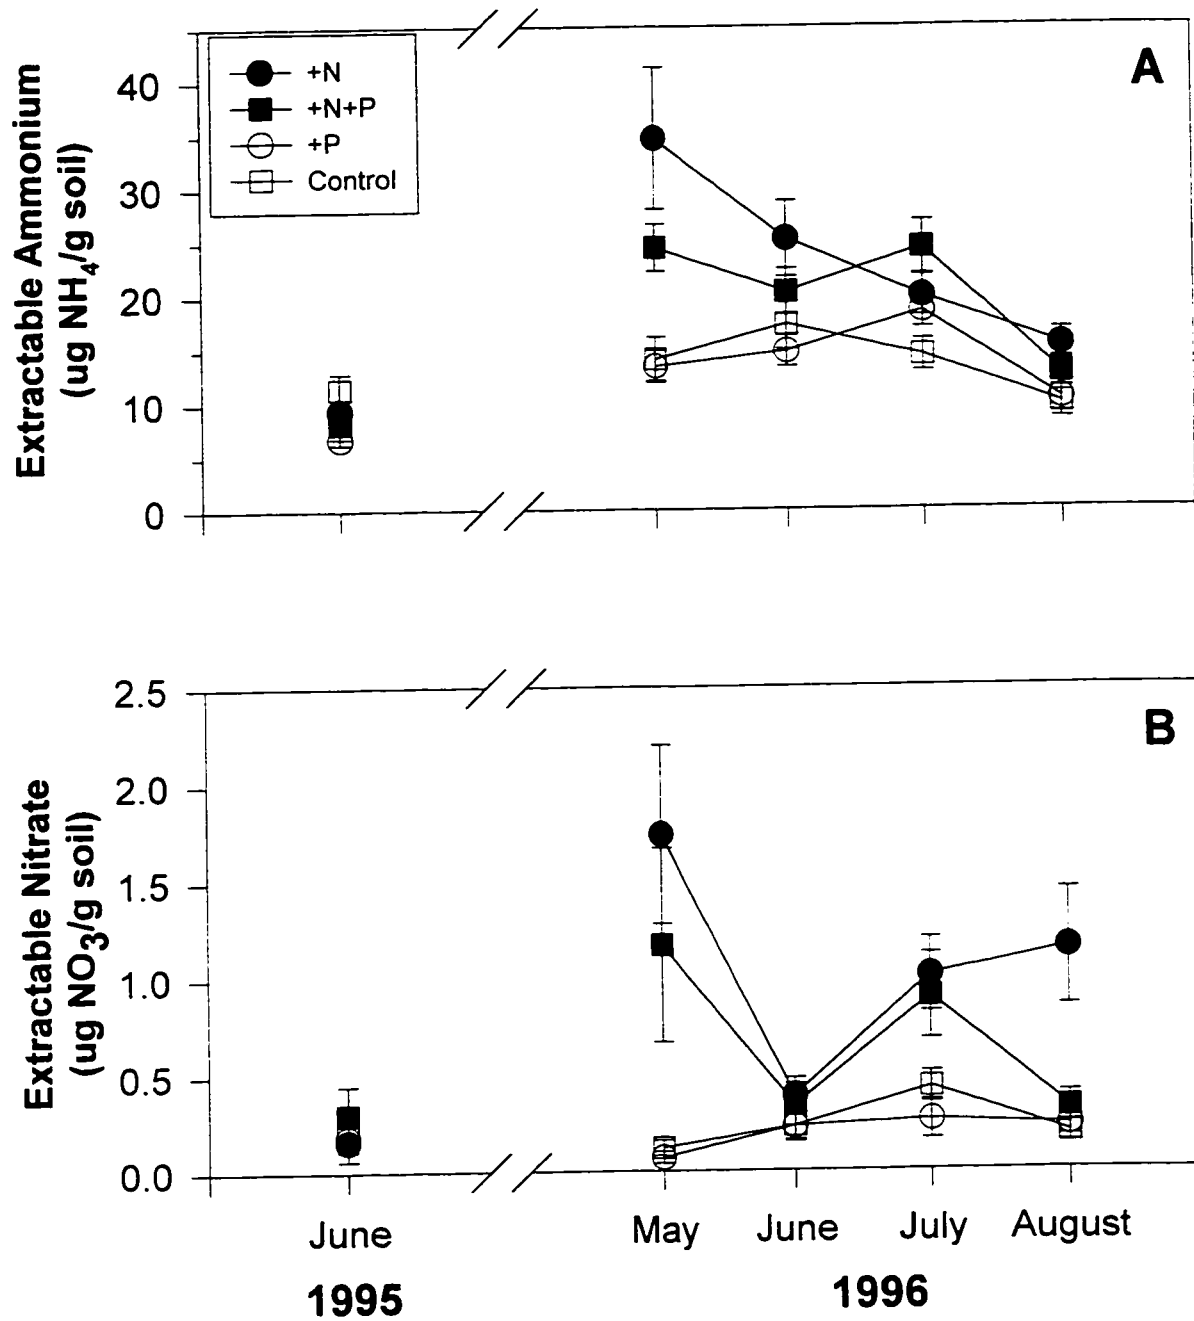 A
+N
+N+P
+P
Control
40
30
20
10
0
Extractable Ammonium
(ug NH₄/g soil)
B
2.5
2.0
1.5
1.0
0.5
0.0
Extractable Nitrate
(ug NO₃/g soil)
June May June July August
1995 1996